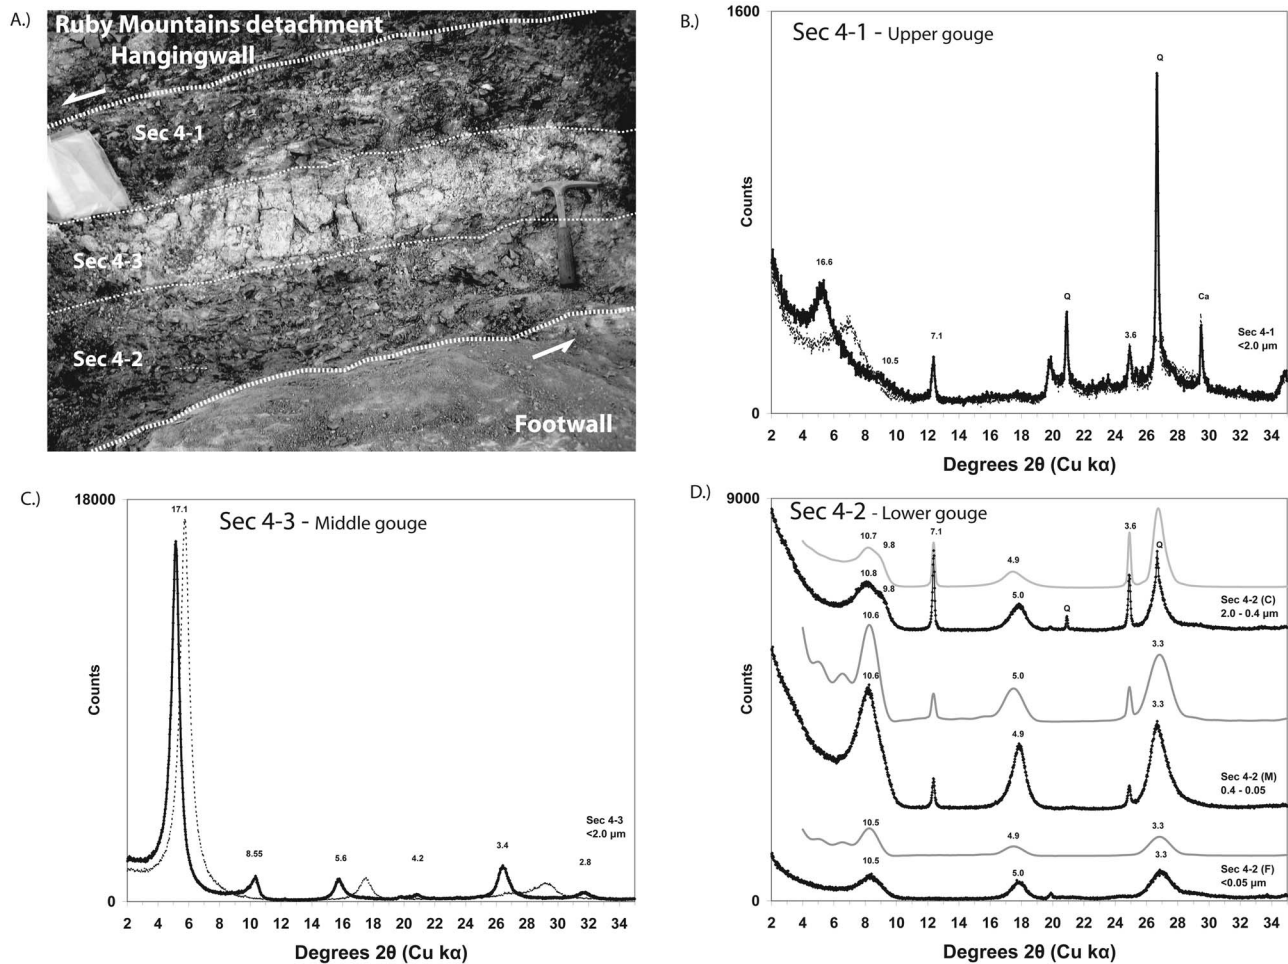 A.)
Ruby Mountains detachment
Hangingwall
Sec 4-1
Sec 4-3
Sec 4-2
Footwall
B.)
1600
Sec 4-1 - Upper gouge
Counts
Q
16.6
10.5
7.1
Q
3.6
Ca
Sec 4-1
<2.0 µm
0
2 4 6 8 10 12 14 16 18 20 22 24 26 28 30 32 34
Degrees 2θ (Cu kα)
C.)
18000
17.1
Sec 4-3 - Middle gouge
Counts
8.55
5.6
4.2
3.4
2.8
Sec 4-3
<2.0 µm
0
2 4 6 8 10 12 14 16 18 20 22 24 26 28 30 32 34
Degrees 2θ (Cu kα)
D.)
9000
Sec 4-2 - Lower gouge
Counts
10.7
9.8
7.1
4.9
3.6
Q
10.8
9.8
5.0
Q
Sec 4-2 (C)
2.0 - 0.4 µm
10.6
5.0
3.3
10.6
4.9
3.3
Sec 4-2 (M)
0.4 - 0.05
10.5
4.9
3.3
10.5
5.0
3.3
Sec 4-2 (F)
<0.05 µm
0
2 4 6 8 10 12 14 16 18 20 22 24 26 28 30 32 34
Degrees 2θ (Cu kα)